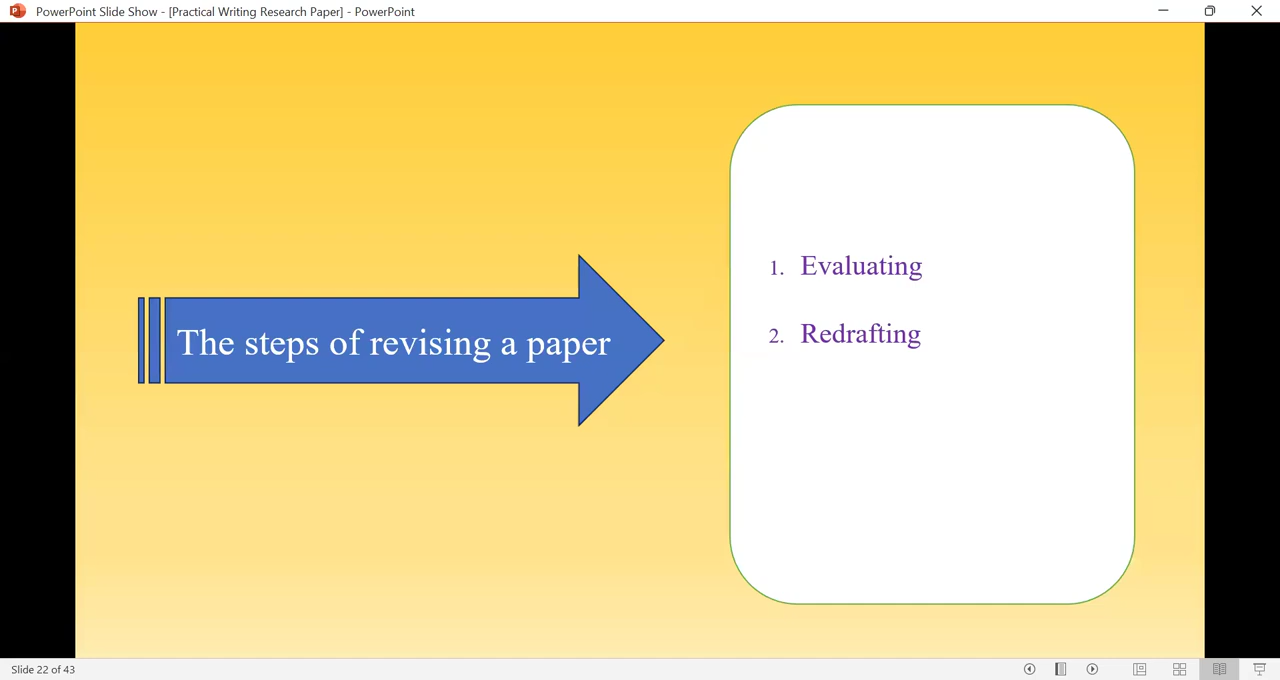 PowerPoint Slide Show - [Practical Writing Research Paper] - PowerPoint
The steps of revising a paper
1. Evaluating
2. Redrafting
Slide 22 of 43